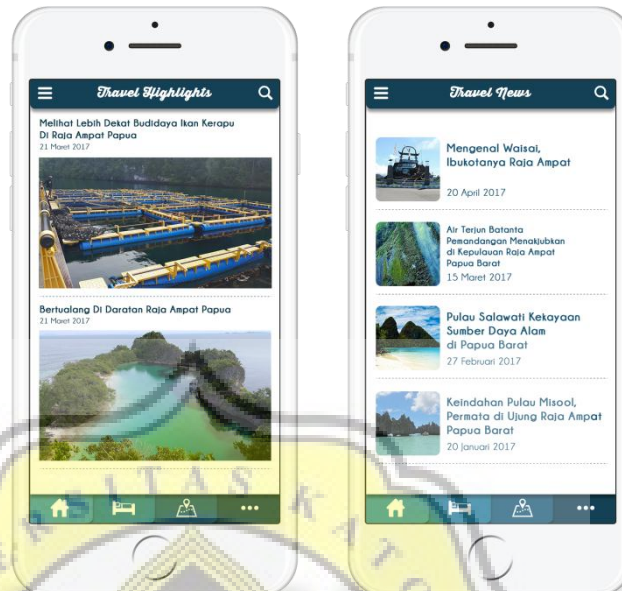 Travel Highlights
Melihat Lebih Dekat Budidaya Ikan Kerapu
Di Raja Ampat Papua
21 Maret 2017
Bertualang Di Daratan Raja Ampat Papua
21 Maret 2017
Travel News
Mengenal Waisai,
Ibukotanya Raja Ampat
20 April 2017
Air Terjun Batanta
Pemandangan Menakjubkan
di Kepulauan Raja Ampat
Papua Barat
15 Maret 2017
Pulau Salawati Kekayaan
Sumber Daya Alam
di Papua Barat
27 Februari 2017
Keindahan Pulau Misool,
Permata di Ujung Raja Ampat
Papua Barat
20 Januari 2017